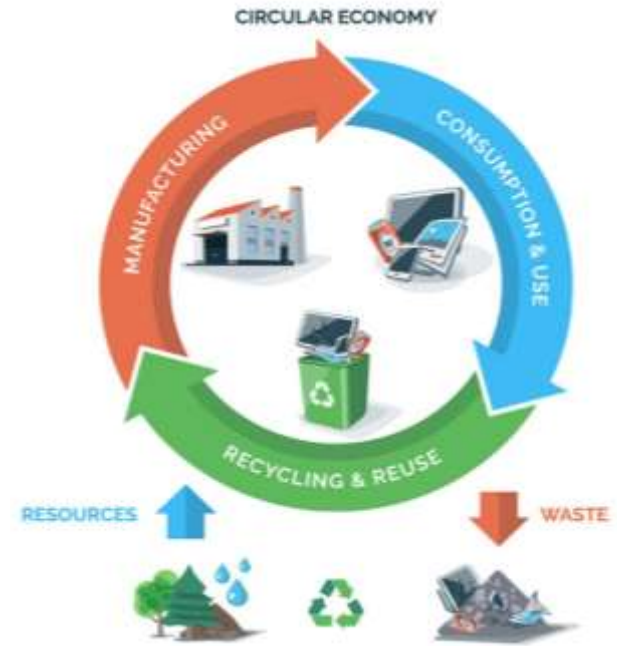 CIRCULAR ECONOMY
MANUFACTURING
CONSUMPTION & USE
RECYCLING & REUSE
RESOURCES
WASTE